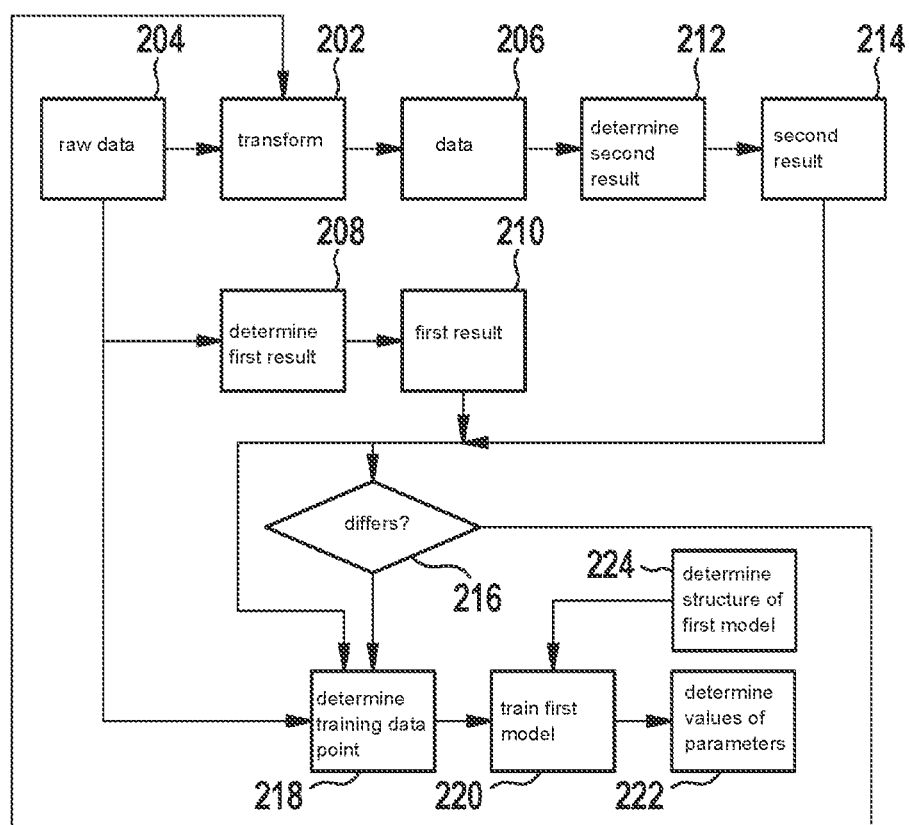 204
202
206
212
214
raw data
transform
data
determine
second
result
second
result
208
210
determine
first result
first result
differs?
216
224
determine
structure of
first model
determine
training data
point
train first
model
determine
values of
parameters
218
220
222